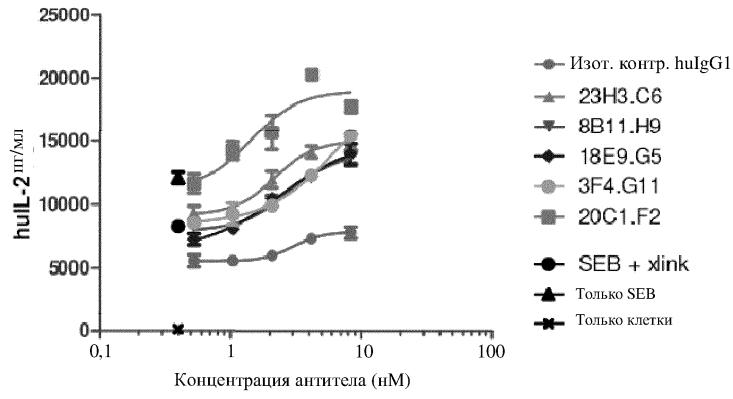 25000
20000
15000
10000
5000
0
huIL-2 пг/мл
0,1
1
10
100
Концентрация антитела (нМ)
Изот. контр. huIgG1
23H3.C6
8B11.H9
18E9.G5
3F4.G11
20C1.F2
SEB + xlink
Только SEB
Только клетки